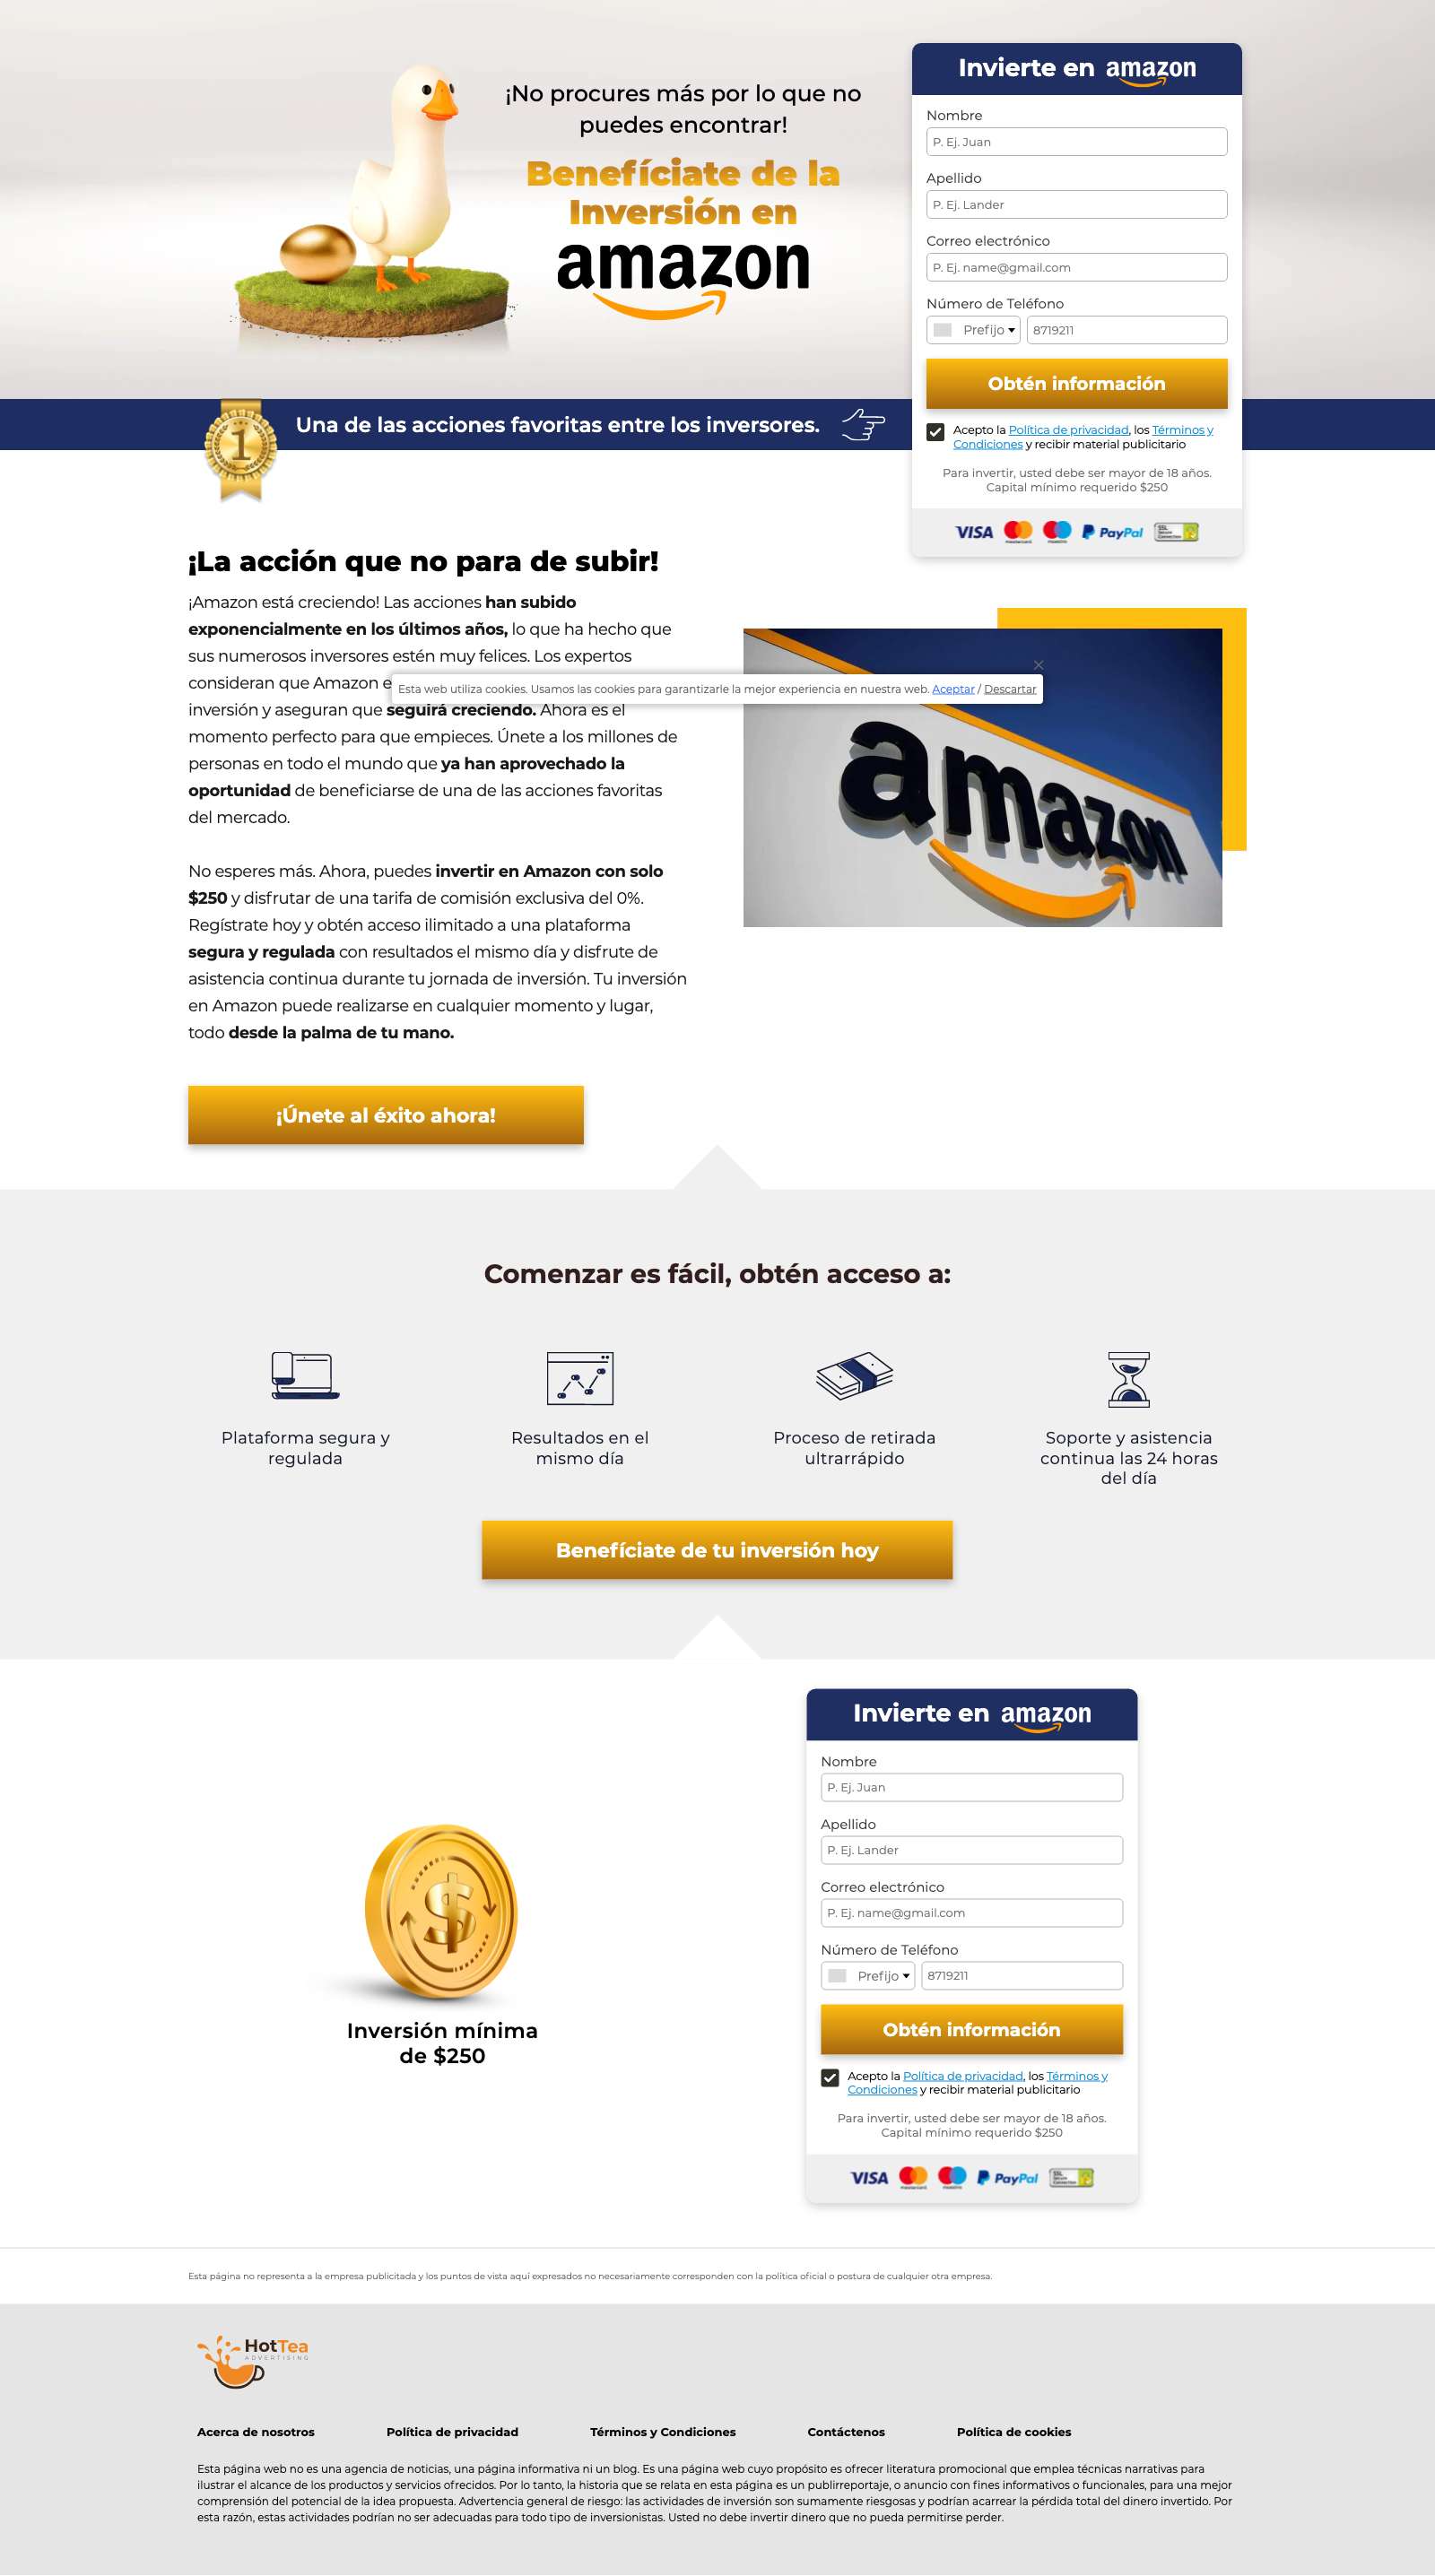 ¡No procures más por lo que no
puedes encontrar!
Benefíciate de la
Inversión en
amazon
Invierte en amazon
Nombre
P. Ej. Juan
Apellido
P. Ej. Lander
Correo electrónico
P. Ej. name@gmail.com
Número de Teléfono
Prefijo 8719211
Obtén información
Acepto la Política de privacidad, los Términos y
Condiciones y recibir material publicitario
Para invertir, usted debe ser mayor de 18 años.
Capital mínimo requerido $250
VISA mastercard maestro PayPal
1 Una de las acciones favoritas entre los inversores.
¡La acción que no para de subir!
¡Amazon está creciendo! Las acciones han subido
exponencialmente en los últimos años, lo que ha hecho que
sus numerosos inversores estén muy felices. Los expertos
consideran que Amazon
inversión y aseguran que seguirá creciendo. Ahora es el
momento perfecto para que empieces. Únete a los millones de
personas en todo el mundo que ya han aprovechado la
oportunidad de beneficiarse de una de las acciones favoritas
del mercado.
Esta web utiliza cookies. Usamos las cookies para garantizarle la mejor experiencia en nuestra web. Aceptar / Descartar
amazon
No esperes más. Ahora, puedes invertir en Amazon con solo
$250 y disfrutar de una tarifa de comisión exclusiva del 0%.
Regístrate hoy y obtén acceso ilimitado a una plataforma
segura y regulada con resultados el mismo día y disfrute de
asistencia continua durante tu jornada de inversión. Tu inversión
en Amazon puede realizarse en cualquier momento y lugar,
todo desde la palma de tu mano.
¡Únete al éxito ahora!
Comenzar es fácil, obtén acceso a:
Plataforma segura y
regulada
Resultados en el
mismo día
Proceso de retirada
ultrarrápido
Soporte y asistencia
continua las 24 horas
del día
Benefíciate de tu inversión hoy
$
Inversión mínima
de $250
Invierte en amazon
Nombre
P. Ej. Juan
Apellido
P. Ej. Lander
Correo electrónico
P. Ej. name@gmail.com
Número de Teléfono
Prefijo 8719211
Obtén información
Acepto la Política de privacidad, los Términos y
Condiciones y recibir material publicitario
Para invertir, usted debe ser mayor de 18 años.
Capital mínimo requerido $250
VISA mastercard maestro PayPal
Esta página no representa a la empresa publicitada y los puntos de vista aquí expresados no necesariamente corresponden con la política oficial o postura de cualquier otra empresa.
HotTea
ADVERTISING
Acerca de nosotros Política de privacidad Términos y Condiciones Contáctenos Política de cookies
Esta página web no es una agencia de noticias, una página informativa ni un blog. Es una página web cuyo propósito es ofrecer literatura promocional que emplea técnicas narrativas para
ilustrar el alcance de los productos y servicios ofrecidos. Por lo tanto, la historia que se relata en esta página es un publirreportaje, o anuncio con fines informativos o funcionales, para una mejor
comprensión del potencial de la idea propuesta. Advertencia general de riesgo: las actividades de inversión son sumamente riesgosas y podrían acarrear la pérdida total del dinero invertido. Por
esta razón, estas actividades podrían no ser adecuadas para todo tipo de inversionistas. Usted no debe invertir dinero que no pueda permitirse perder.